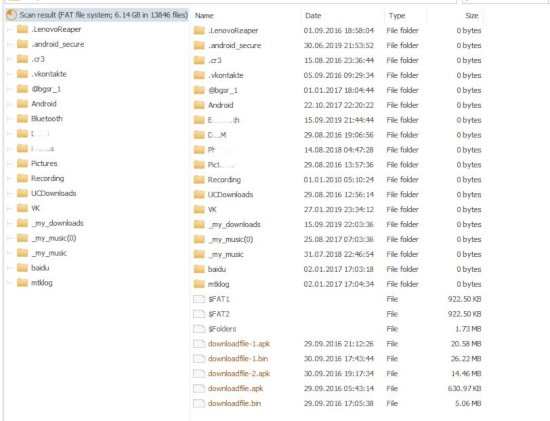 Scan result (FAT file system; 6.14 GB in 13846 files) Name Date Type Size
.LenovoReaper .LenovoReaper 01.09.2016 18:58:04 File folder 0 bytes
.android_secure .android_secure 30.06.2019 21:53:52 File folder 0 bytes
.cr3 .cr3 15.08.2016 23:36:44 File folder 0 bytes
.vkontakte .vkontakte 05.09.2016 09:29:34 File folder 0 bytes
@bgsr_1 @bgsr_1 01.01.2017 18:04:44 File folder 0 bytes
Android Android 22.10.2017 22:20:22 File folder 0 bytes
Bluetooth 15.09.2019 21:44:44 File folder 0 bytes
29.08.2016 19:06:56 File folder 0 bytes
14.08.2018 04:47:28 File folder 0 bytes
Pictures 29.08.2016 13:57:36 File folder 0 bytes
Recording Recording 01.01.2010 05:10:24 File folder 0 bytes
UCDownloads UCDownloads 29.08.2016 12:56:14 File folder 0 bytes
VK VK 27.01.2019 23:34:12 File folder 0 bytes
_my_downloads _my_downloads 15.09.2019 22:03:36 File folder 0 bytes
_my_music(0) _my_music(0) 25.08.2017 07:03:36 File folder 0 bytes
_my_music _my_music 31.07.2018 22:46:54 File folder 0 bytes
baidu baidu 02.01.2017 17:03:18 File folder 0 bytes
mtklog mtklog 02.01.2017 17:04:34 File folder 0 bytes
$FAT1 File 922.50 KB
$FAT2 File 922.50 KB
$Folders File 1.73 MB
downloadfile-1.apk 29.09.2016 21:12:26 File 20.58 MB
downloadfile-1.bin 30.09.2016 17:43:44 File 26.22 MB
downloadfile-2.apk 30.09.2016 19:17:34 File 14.46 MB
downloadfile.apk 29.09.2016 05:43:14 File 630.97 KB
downloadfile.bin 29.09.2016 17:05:38 File 5.06 MB